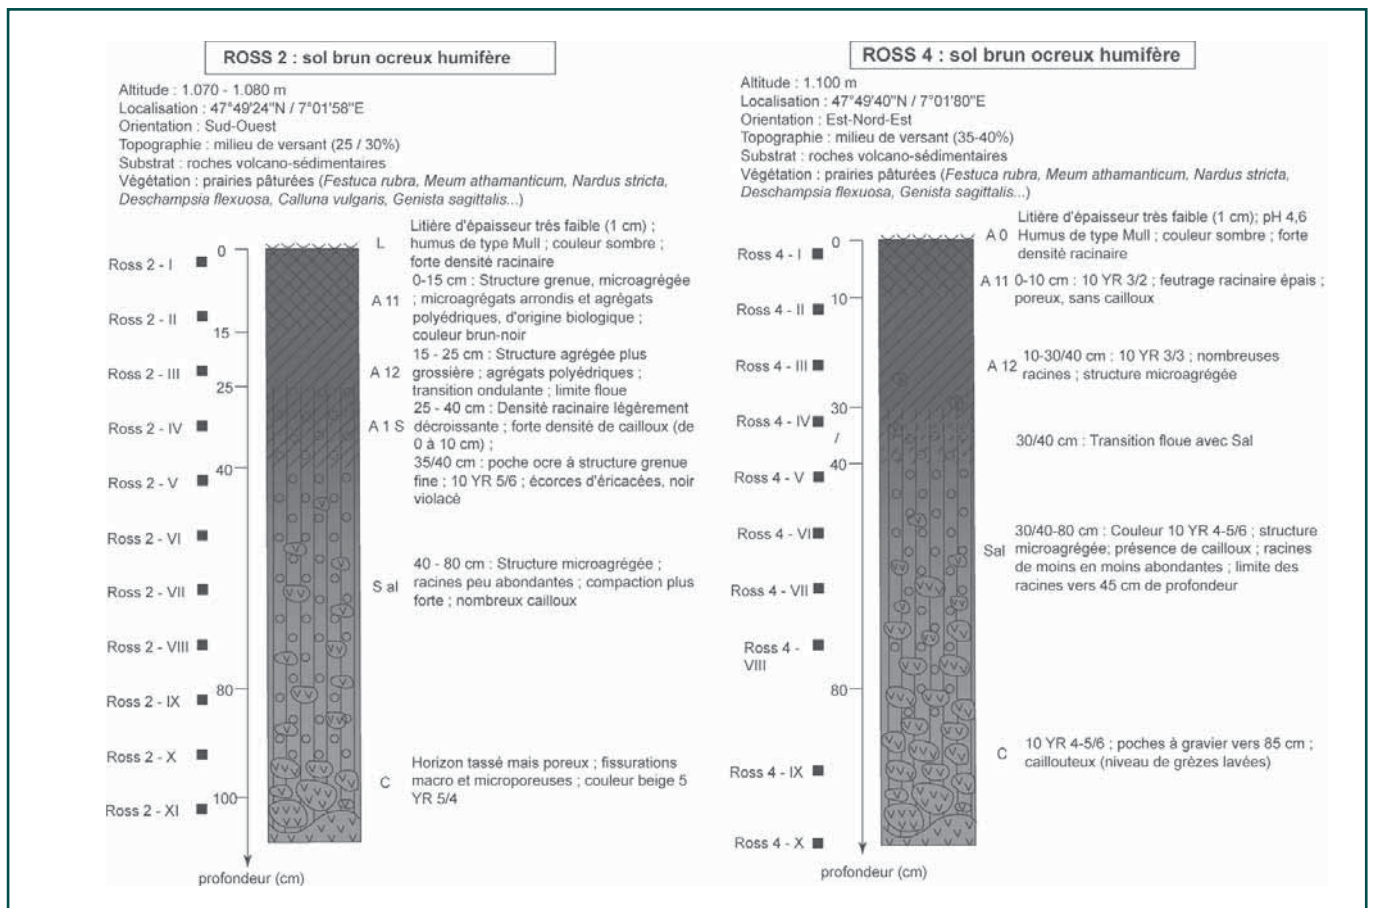 ROSS 2 : sol brun ocreux humifère
Altitude : 1.070 - 1.080 m
Localisation : 47°49'24"N / 7°01'58"E
Orientation : Sud-Ouest
Topographie : milieu de versant (25 / 30%)
Substrat : roches volcano-sédimentaires
Végétation : prairies pâturées (Festuca rubra, Meum athamanticum, Nardus stricta,
Deschampsia flexuosa, Calluna vulgaris, Genista sagittalis...)
Ross 2 - I
Ross 2 - II
Ross 2 - III
Ross 2 - IV
Ross 2 - V
Ross 2 - VI
Ross 2 - VII
Ross 2 - VIII
Ross 2 - IX
Ross 2 - X
Ross 2 - XI
0
15
25
40
80
100
profondeur (cm)
L
Litière d'épaisseur très faible (1 cm) ;
humus de type Mull ; couleur sombre ;
forte densité racinaire
A 11
0-15 cm : Structure grenue, microagrégée
; microagrégats arrondis et agrégats
polyédriques, d'origine biologique ;
couleur brun-noir
A 12
15 - 25 cm : Structure agrégée plus
grossière ; agrégats polyédriques ;
transition ondulante ; limite floue
A 1 S
25 - 40 cm : Densité racinaire légèrement
décroissante ; forte densité de cailloux (de
0 à 10 cm) ;
35/40 cm : poche ocre à structure grenue
fine ; 10 YR 5/6 ; écorces d'éricacées, noir
violacé
S al
40 - 80 cm : Structure microagrégée ;
racines peu abondantes ; compaction plus
forte ; nombreux cailloux
C
Horizon tassé mais poreux ; fissurations
macro et microporeuses ; couleur beige 5
YR 5/4
ROSS 4 : sol brun ocreux humifère
Altitude : 1.100 m
Localisation : 47°49'40"N / 7°01'80"E
Orientation : Est-Nord-Est
Topographie : milieu de versant (35-40%)
Substrat : roches volcano-sédimentaires
Végétation : prairies pâturées (Festuca rubra, Meum athamanticum, Nardus stricta,
Deschampsia flexuosa, Genista sagittalis...)
Ross 4 - I
Ross 4 - II
Ross 4 - III
Ross 4 - IV
Ross 4 - V
Ross 4 - VI
Ross 4 - VII
Ross 4 -
VIII
Ross 4 - IX
Ross 4 - X
0
10
30
/
40
80
profondeur (cm)
A 0
Litière d'épaisseur très faible (1 cm); pH 4,6
Humus de type Mull ; couleur sombre ; forte
densité racinaire
A 11
0-10 cm : 10 YR 3/2 ; feutrage racinaire épais ;
poreux, sans cailloux
A 12
10-30/40 cm : 10 YR 3/3 ; nombreuses
racines ; structure microagrégée
30/40 cm : Transition floue avec Sal
Sal
30/40-80 cm : Couleur 10 YR 4-5/6 ; structure
microagrégée; présence de cailloux ; racines
de moins en moins abondantes ; limite des
racines vers 45 cm de profondeur
C
10 YR 4-5/6 ; poches à gravier vers 85 cm ;
caillouteux (niveau de grèzes lavées)